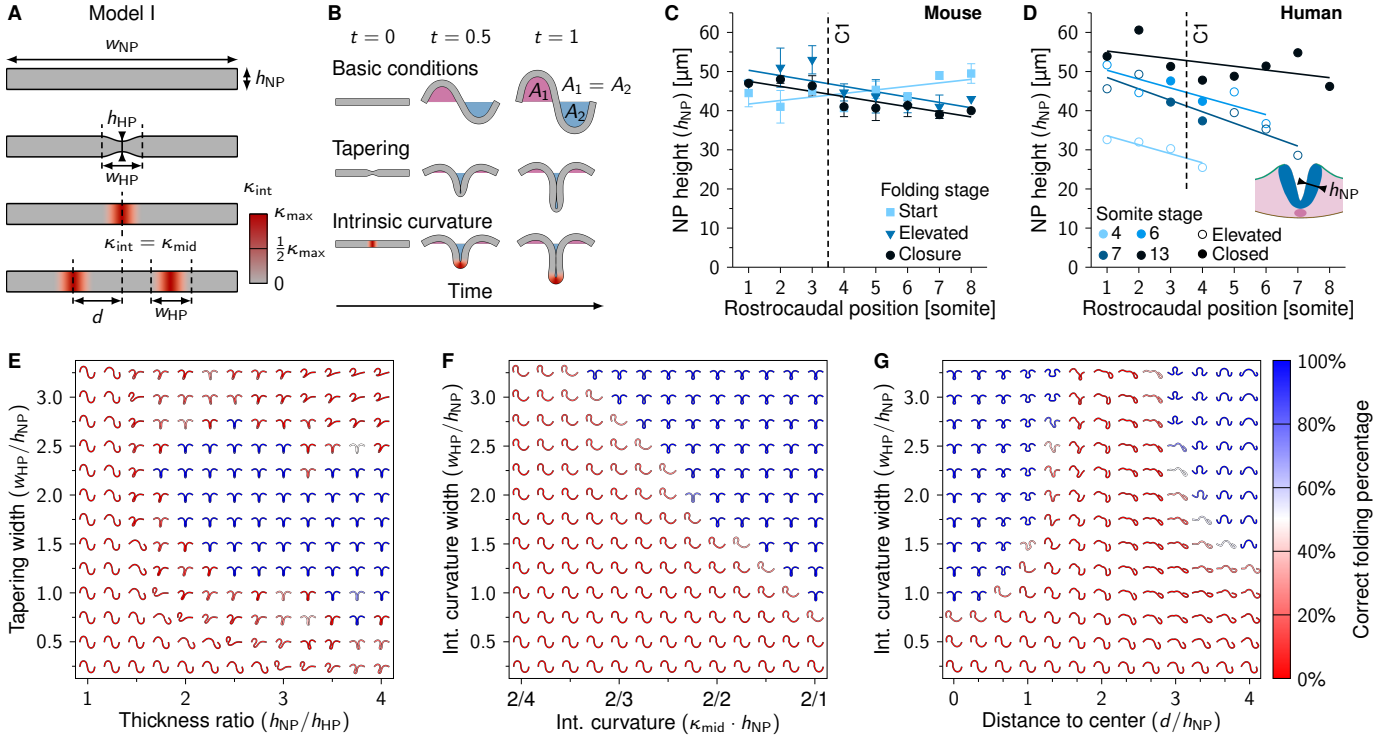 A
Model I
w_NP
h_NP
h_HP
w_HP
κ_int
κ_max
1/2 κ_max
0
κ_int = κ_mid
d
w_HP
B
t = 0
t = 0.5
t = 1
Basic conditions
A_1
A_2
A_1 = A_2
Tapering
Intrinsic curvature
Time
C
Mouse
C1
NP height (h_NP) [µm]
60
50
40
30
20
10
0
Folding stage
Start
Elevated
Closure
1 2 3 4 5 6 7 8
Rostrocaudal position [somite]
D
Human
C1
NP height (h_NP) [µm]
60
50
40
30
20
10
0
h_NP
Somite stage
4 6
7 13
Elevated
Closed
1 2 3 4 5 6 7 8
Rostrocaudal position [somite]
E
Tapering width (w_HP/h_NP)
3.0
2.5
2.0
1.5
1.0
0.5
1 2 3 4
Thickness ratio (h_NP/h_HP)
F
Int. curvature width (w_HP/h_NP)
3.0
2.5
2.0
1.5
1.0
0.5
2/4 2/3 2/2 2/1
Int. curvature (κ_mid · h_NP)
G
Int. curvature width (w_HP/h_NP)
3.0
2.5
2.0
1.5
1.0
0.5
0 1 2 3 4
Distance to center (d/h_NP)
100%
80%
60%
40%
20%
0%
Correct folding percentage